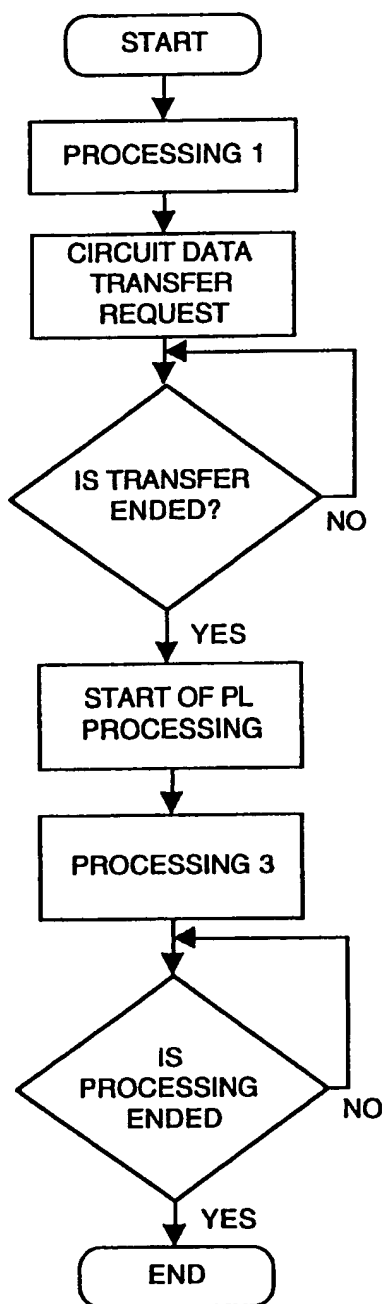 START
PROCESSING 1
CIRCUIT DATA
TRANSFER
REQUEST
IS TRANSFER
ENDED?
NO
YES
START OF PL
PROCESSING
PROCESSING 3
IS
PROCESSING
ENDED
NO
YES
END